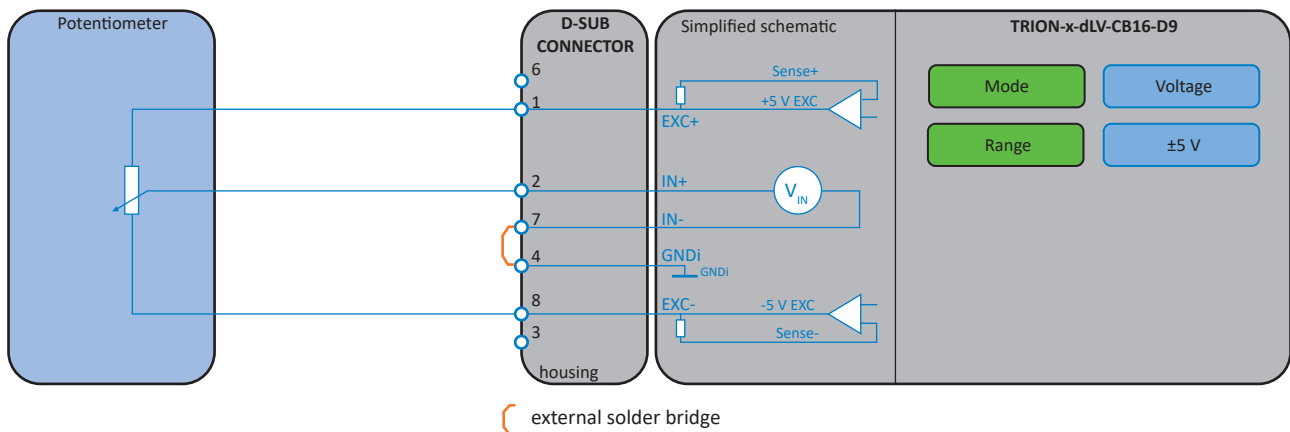 Potentiometer
D-SUB
CONNECTOR
6
1
2
7
4
8
3
housing
Simplified schematic
Sense+
+5 V EXC
EXC+
IN+
VIN
IN-
GNDi
GNDi
EXC-
-5 V EXC
Sense-
TRION-x-dLV-CB16-D9
Mode
Voltage
Range
±5 V
external solder bridge